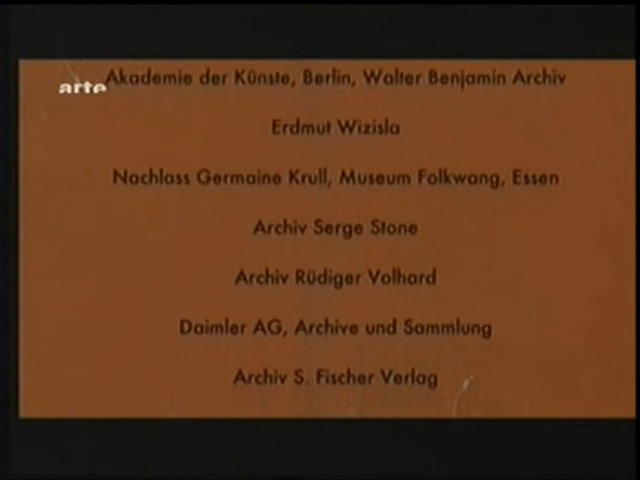 Akademie der Künste, Berlin, Walter Benjamin Archiv
arte
Erdmut Wizisla
Nachlass Germaine Krull, Museum Folkwang, Essen
Archiv Serge Stone
Archiv Rüdiger Volhard
Daimler AG, Archive und Sammlung
Archiv S. Fischer Verlag